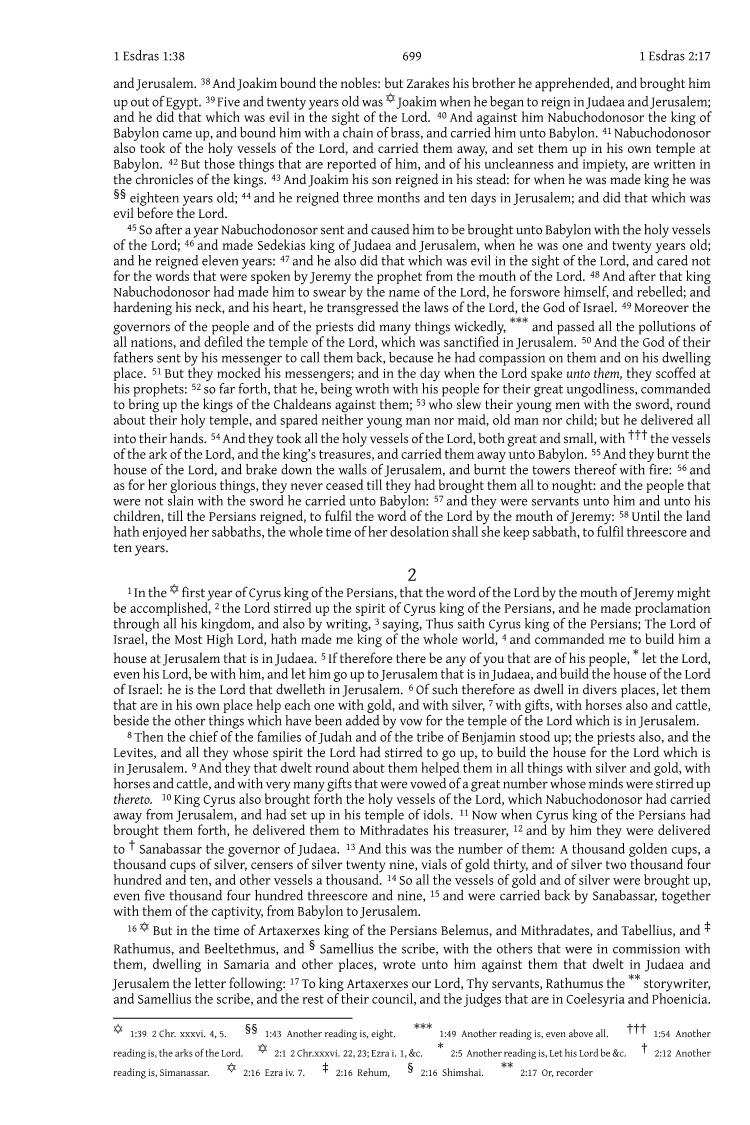 1 Esdras 1:38 699 1 Esdras 2:17
and Jerusalem. 38 And Joakim bound the nobles: but Zarakes his brother he apprehended, and brought him
up out of Egypt. 39 Five and twenty years old was ✡ Joakim when he began to reign in Judaea and Jerusalem;
and he did that which was evil in the sight of the Lord. 40 And against him Nabuchodonosor the king of
Babylon came up, and bound him with a chain of brass, and carried him unto Babylon. 41 Nabuchodonosor
also took of the holy vessels of the Lord, and carried them away, and set them up in his own temple at
Babylon. 42 But those things that are reported of him, and of his uncleanness and impiety, are written in
the chronicles of the kings. 43 And Joakim his son reigned in his stead: for when he was made king he was
§§ eighteen years old; 44 and he reigned three months and ten days in Jerusalem; and did that which was
evil before the Lord.
45 So after a year Nabuchodonosor sent and caused him to be brought unto Babylon with the holy vessels
of the Lord; 46 and made Sedekias king of Judaea and Jerusalem, when he was one and twenty years old;
and he reigned eleven years: 47 and he also did that which was evil in the sight of the Lord, and cared not
for the words that were spoken by Jeremy the prophet from the mouth of the Lord. 48 And after that king
Nabuchodonosor had made him to swear by the name of the Lord, he forswore himself, and rebelled; and
hardening his neck, and his heart, he transgressed the laws of the Lord, the God of Israel. 49 Moreover the
governors of the people and of the priests did many things wickedly, *** and passed all the pollutions of
all nations, and defiled the temple of the Lord, which was sanctified in Jerusalem. 50 And the God of their
fathers sent by his messenger to call them back, because he had compassion on them and on his dwelling
place. 51 But they mocked his messengers; and in the day when the Lord spake unto them, they scoffed at
his prophets: 52 so far forth, that he, being wroth with his people for their great ungodliness, commanded
to bring up the kings of the Chaldeans against them; 53 who slew their young men with the sword, round
about their holy temple, and spared neither young man nor maid, old man nor child; but he delivered all
into their hands. 54 And they took all the holy vessels of the Lord, both great and small, with ††† the vessels
of the ark of the Lord, and the king's treasures, and carried them away unto Babylon. 55 And they burnt the
house of the Lord, and brake down the walls of Jerusalem, and burnt the towers thereof with fire: 56 and
as for her glorious things, they never ceased till they had brought them all to nought: and the people that
were not slain with the sword he carried unto Babylon: 57 and they were servants unto him and unto his
children, till the Persians reigned, to fulfil the word of the Lord by the mouth of Jeremy: 58 Until the land
hath enjoyed her sabbaths, the whole time of her desolation shall she keep sabbath, to fulfil threescore and
ten years.
2
1 In the ✡ first year of Cyrus king of the Persians, that the word of the Lord by the mouth of Jeremy might
be accomplished, 2 the Lord stirred up the spirit of Cyrus king of the Persians, and he made proclamation
through all his kingdom, and also by writing, 3 saying, Thus saith Cyrus king of the Persians; The Lord of
Israel, the Most High Lord, hath made me king of the whole world, 4 and commanded me to build him a
house at Jerusalem that is in Judaea. 5 If therefore there be any of you that are of his people, * let the Lord,
even his Lord, be with him, and let him go up to Jerusalem that is in Judaea, and build the house of the Lord
of Israel: he is the Lord that dwelleth in Jerusalem. 6 Of such therefore as dwell in divers places, let them
that are in his own place help each one with gold, and with silver, 7 with gifts, with horses also and cattle,
beside the other things which have been added by vow for the temple of the Lord which is in Jerusalem.
8 Then the chief of the families of Judah and of the tribe of Benjamin stood up; the priests also, and the
Levites, and all they whose spirit the Lord had stirred to go up, to build the house for the Lord which is
in Jerusalem. 9 And they that dwelt round about them helped them in all things with silver and gold, with
horses and cattle, and with very many gifts that were vowed of a great number whose minds were stirred up
thereto. 10 King Cyrus also brought forth the holy vessels of the Lord, which Nabuchodonosor had carried
away from Jerusalem, and had set up in his temple of idols. 11 Now when Cyrus king of the Persians had
brought them forth, he delivered them to Mithradates his treasurer, 12 and by him they were delivered
to † Sanabassar the governor of Judaea. 13 And this was the number of them: A thousand golden cups, a
thousand cups of silver, censers of silver twenty nine, vials of gold thirty, and of silver two thousand four
hundred and ten, and other vessels a thousand. 14 So all the vessels of gold and of silver were brought up,
even five thousand four hundred threescore and nine, 15 and were carried back by Sanabassar, together
with them of the captivity, from Babylon to Jerusalem.
16 ✡ But in the time of Artaxerxes king of the Persians Belemus, and Mithradates, and Tabellius, and ‡
Rathumus, and Beeltethmus, and § Samellius the scribe, with the others that were in commission with
them, dwelling in Samaria and other places, wrote unto him against them that dwelt in Judaea and
Jerusalem the letter following: 17 To king Artaxerxes our Lord, Thy servants, Rathumus the ** storywriter,
and Samellius the scribe, and the rest of their council, and the judges that are in Coelesyria and Phoenicia.
✡ 1:39 2 Chr. xxxvi. 4, 5. §§ 1:43 Another reading is, eight. *** 1:49 Another reading is, even above all. ††† 1:54 Another
reading is, the arks of the Lord. ✡ 2:1 2 Chr.xxxvi. 22, 23; Ezra i. 1, &c. * 2:5 Another reading is, Let his Lord be &c. † 2:12 Another
reading is, Simanassar. ✡ 2:16 Ezra iv. 7. ‡ 2:16 Rehum, § 2:16 Shimshai. ** 2:17 Or, recorder